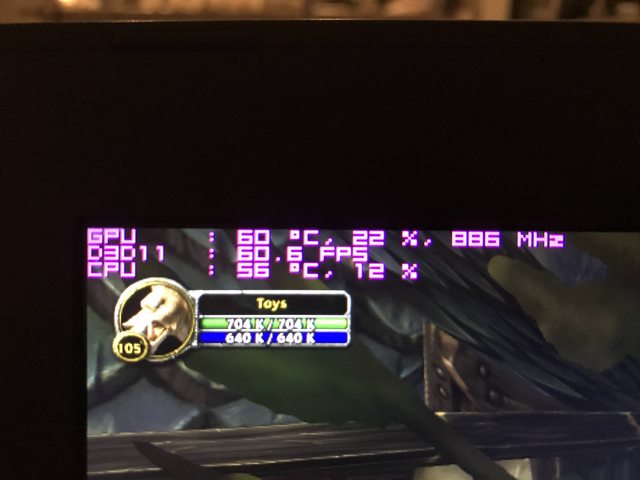 GPU : 60 °C, 22 %, 886 MHz
D3D11 : 60.6 FPS
CPU : 56 °C, 12 %
Toys
704 K / 704 K
640 K / 640 K
105